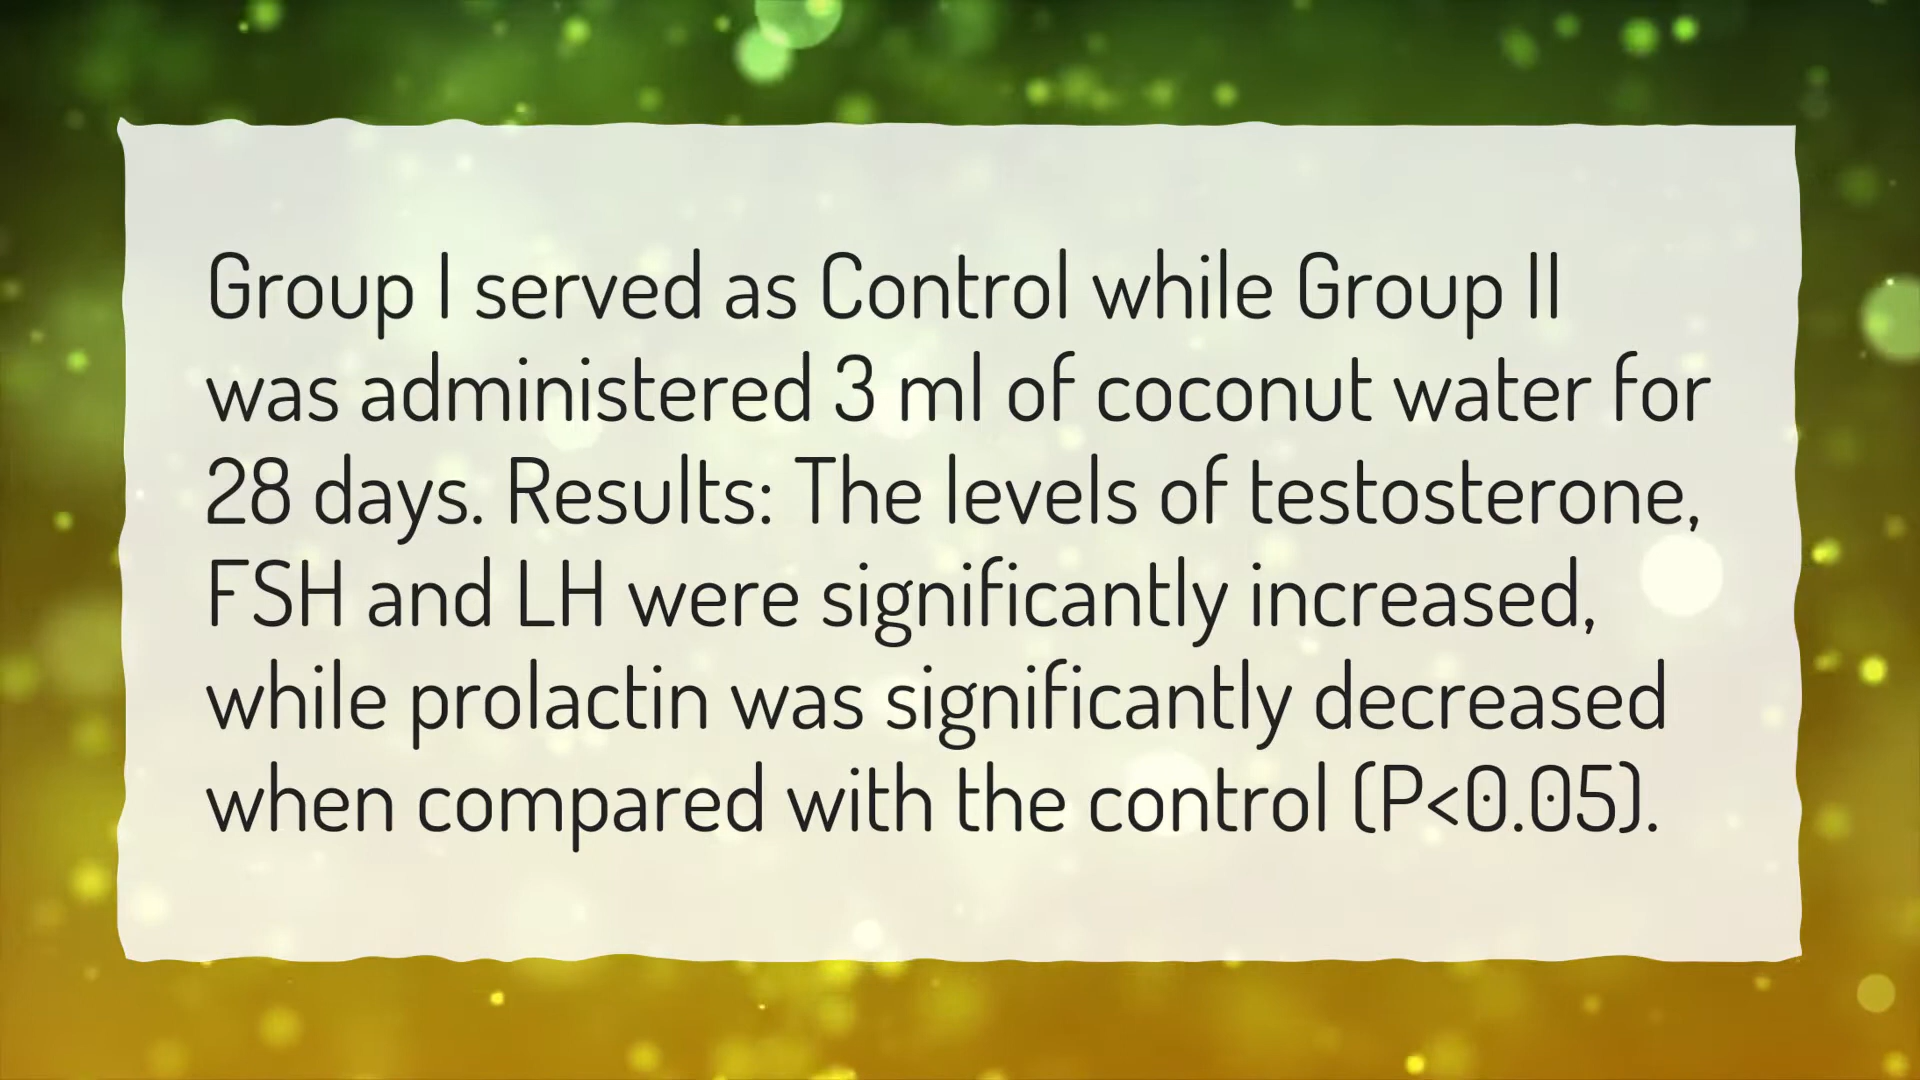 Group I served as Control while Group II
was administered 3 ml of coconut water for
28 days. Results: The levels of testosterone,
FSH and LH were significantly increased,
while prolactin was significantly decreased
when compared with the control (P<0.05).